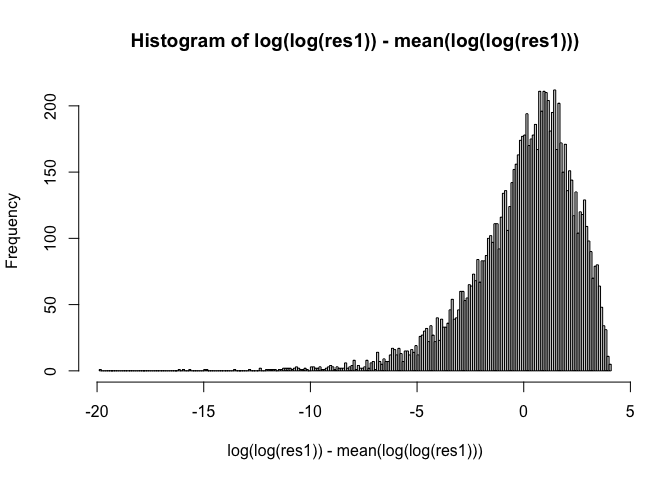 Histogram of log(log(res1)) - mean(log(log(res1)))
Frequency
200
150
100
50
0
-20 -15 -10 -5 0 5
log(log(res1)) - mean(log(log(res1)))